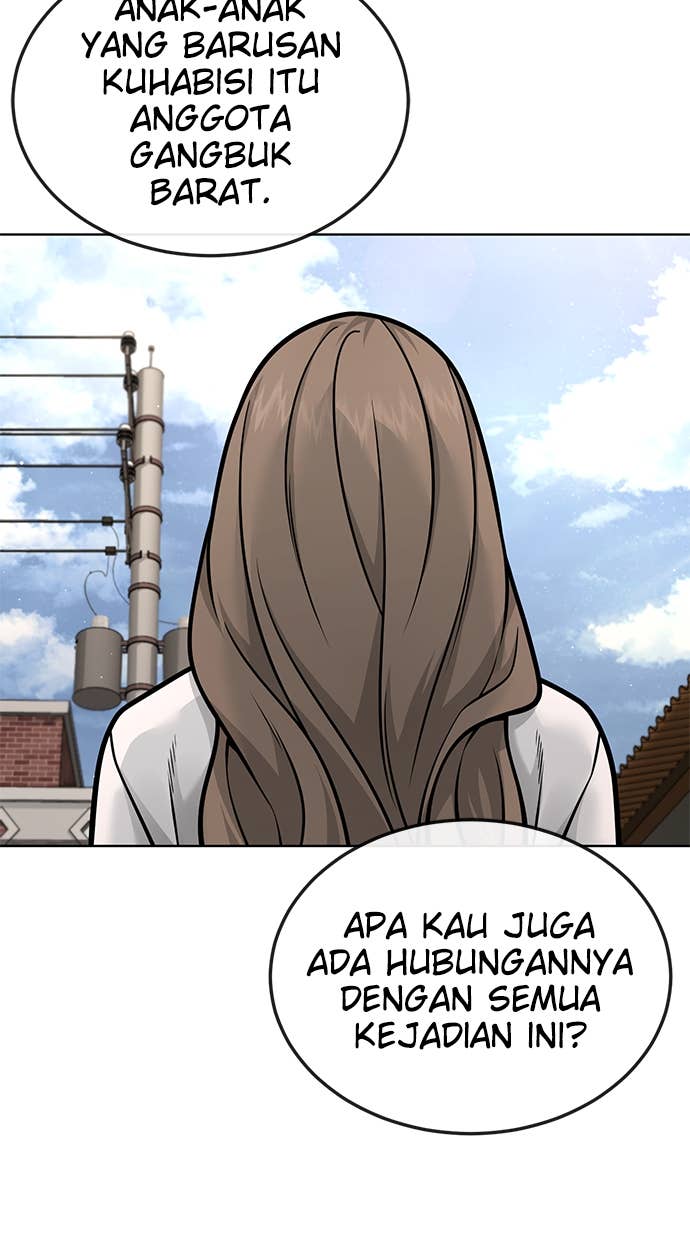 ANAK-ANAK
YANG BARUSAN
KUHABISI ITU
ANGGOTA
GANGBUK
BARAT.
APA KAU JUGA
ADA HUBUNGANNYA
DENGAN SEMUA
KEJADIAN INI?